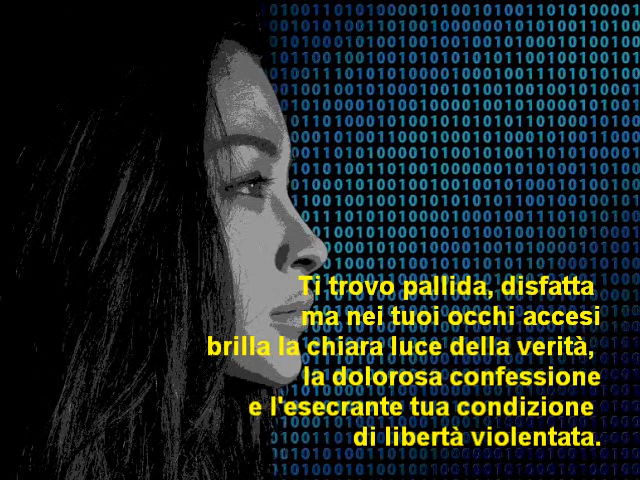 Ti trovo pallida, disfatta
ma nei tuoi occhi accesi
brilla la chiara luce della verità,
la dolorosa confessione
e l'esecrante tua condizione
di libertà violentata.